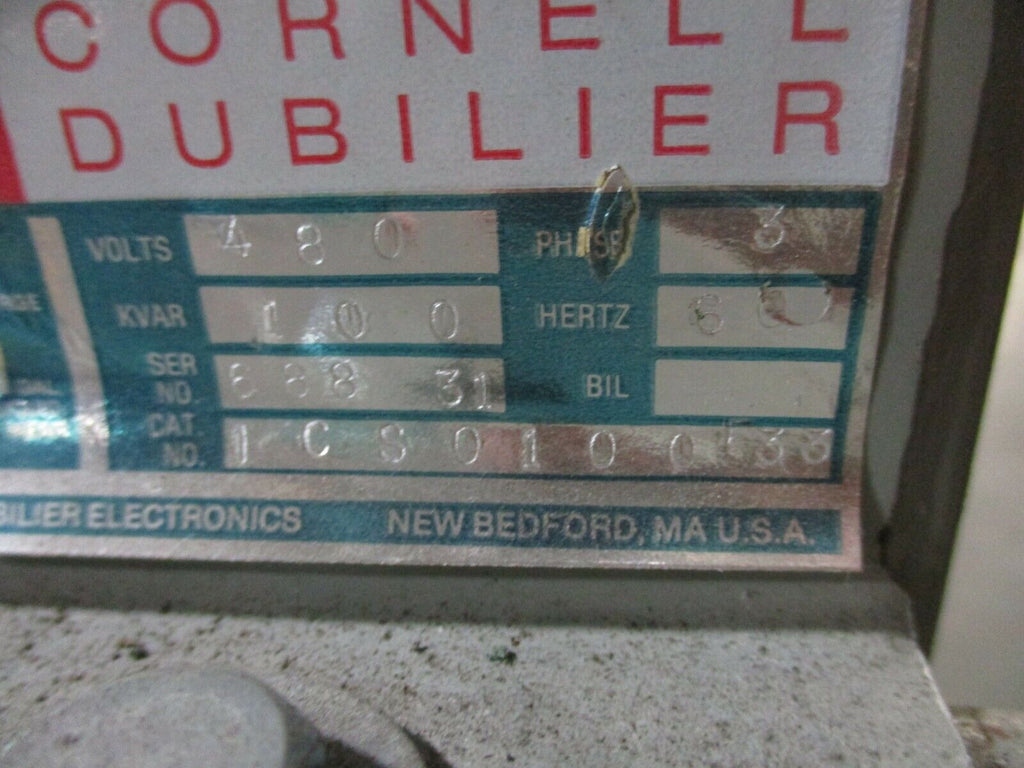 CORNELL
DUBILIER
VOLTS 480 PHASE 3
KVAR 100 HERTZ 60
SER NO. 31
BIL
CAT. NO.
ELECTRONICS NEW BEDFORD, MA U.S.A.